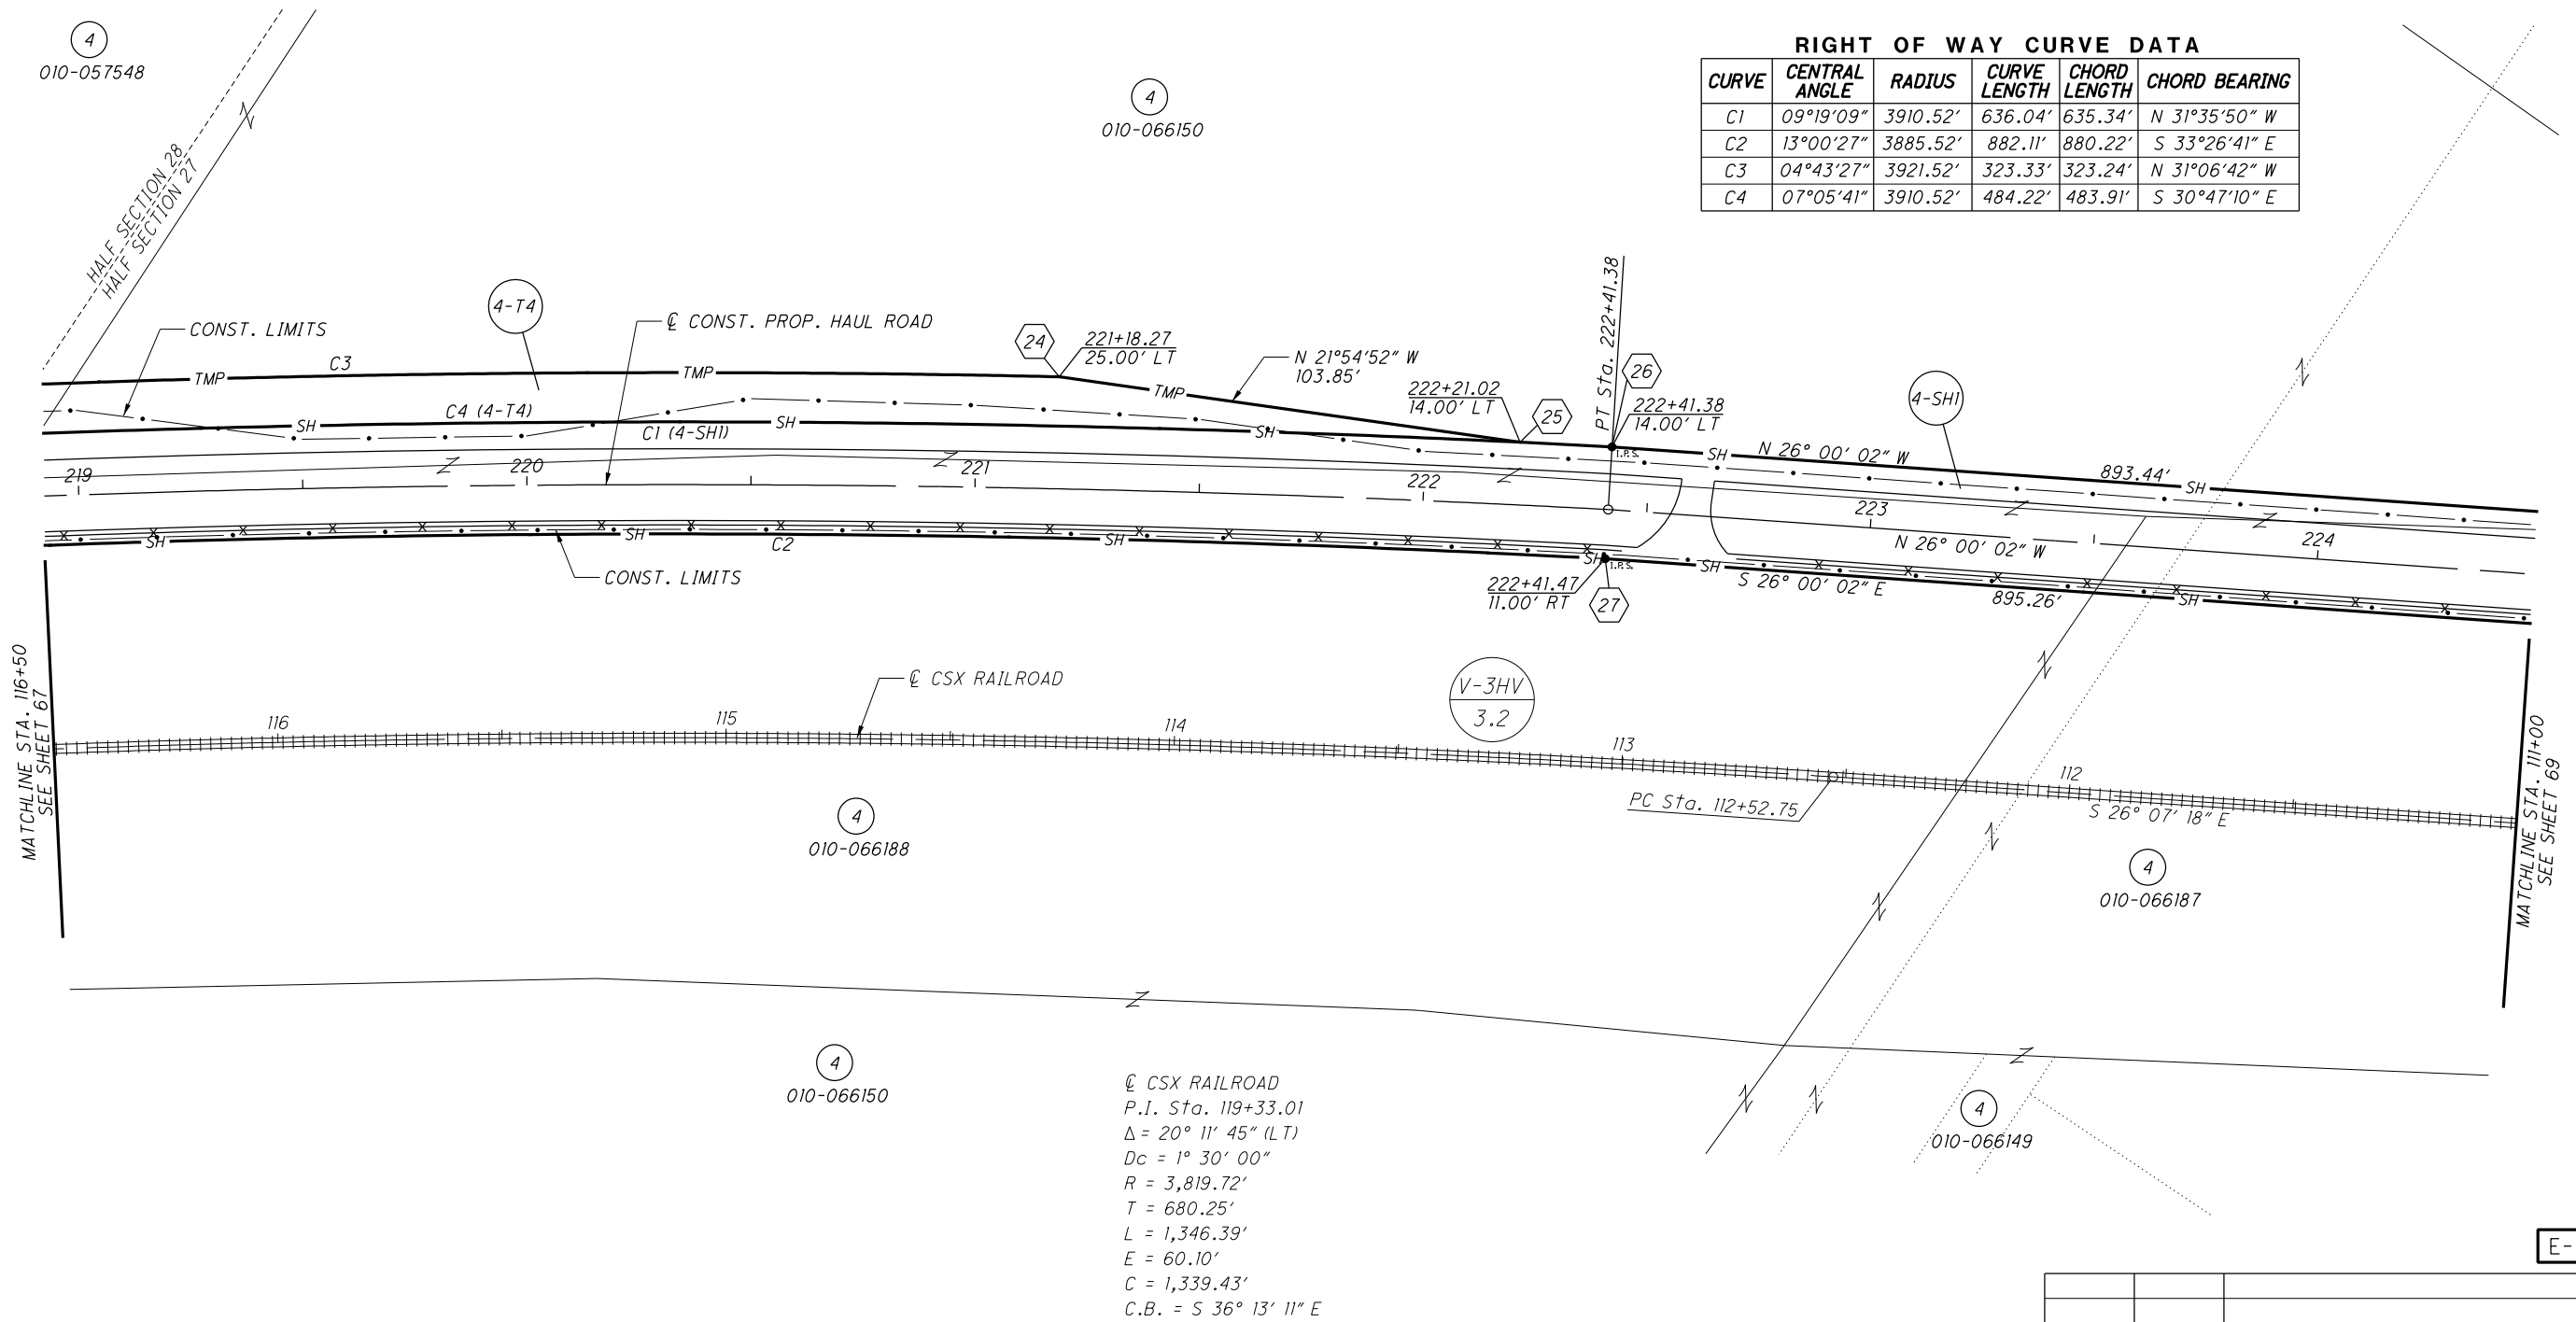 4
010-057548
4
010-066150
RIGHT OF WAY CURVE DATA
CURVE CENTRAL ANGLE RADIUS CURVE LENGTH CHORD LENGTH CHORD BEARING
C1 09°19'09" 3910.52' 636.04' 635.34' N 31°35'50" W
C2 13°00'27" 3885.52' 882.11' 880.22' S 33°26'41" E
C3 04°43'27" 3921.52' 323.33' 323.24' N 31°06'42" W
C4 07°05'41" 3910.52' 484.22' 483.91' S 30°47'10" E
HALF SECTION 28
HALF SECTION 27
CONST. LIMITS
4-T4
℄ CONST. PROP. HAUL ROAD
C3
TMP
TMP
TMP
24
221+18.27
25.00' LT
N 21°54'52" W
103.85'
222+21.02
14.00' LT
25
PT Sta. 222+41.38
26
222+41.38
14.00' LT
I.P.S.
4-SH1
C4 (4-T4)
C1 (4-SH1)
SH
SH
SH
SH
N 26° 00' 02" W
893.44'
SH
219
220
221
222
223
224
N 26° 00' 02" W
SH
SH
C2
SH
SH
I.P.S.
SH
S 26° 00' 02" E
895.26'
SH
CONST. LIMITS
222+41.47
11.00' RT
27
MATCHLINE STA. 116+50
SEE SHEET 67
℄ CSX RAILROAD
V-3HV
3.2
116
115
114
113
112
PC Sta. 112+52.75
S 26° 07' 18" E
MATCHLINE STA. 111+00
SEE SHEET 69
4
010-066188
4
010-066187
4
010-066150
4
010-066149
℄ CSX RAILROAD
P.I. Sta. 119+33.01
Δ = 20° 11' 45" (LT)
Dc = 1° 30' 00"
R = 3,819.72'
T = 680.25'
L = 1,346.39'
E = 60.10'
C = 1,339.43'
C.B. = S 36° 13' 11" E
E-